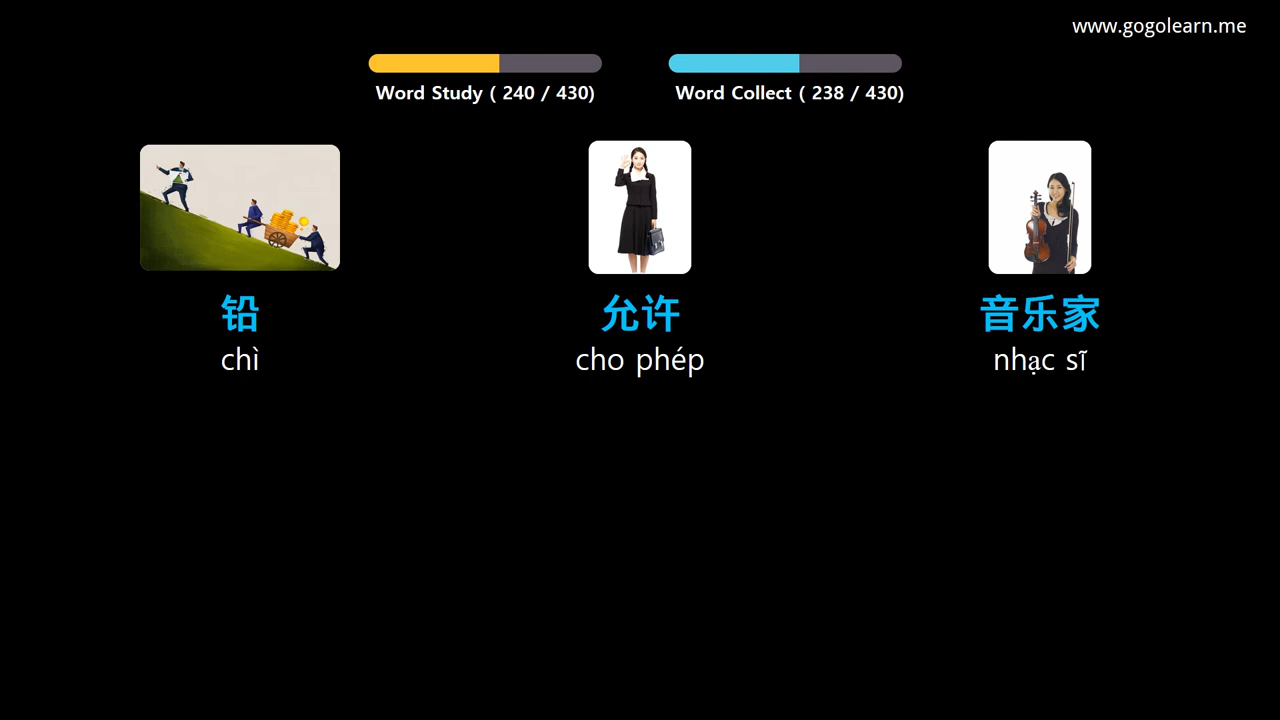 www.gogolearn.me
Word Study ( 240 / 430)
Word Collect ( 238 / 430)
铅
允许
音乐家
chì
cho phép
nhạc sĩ